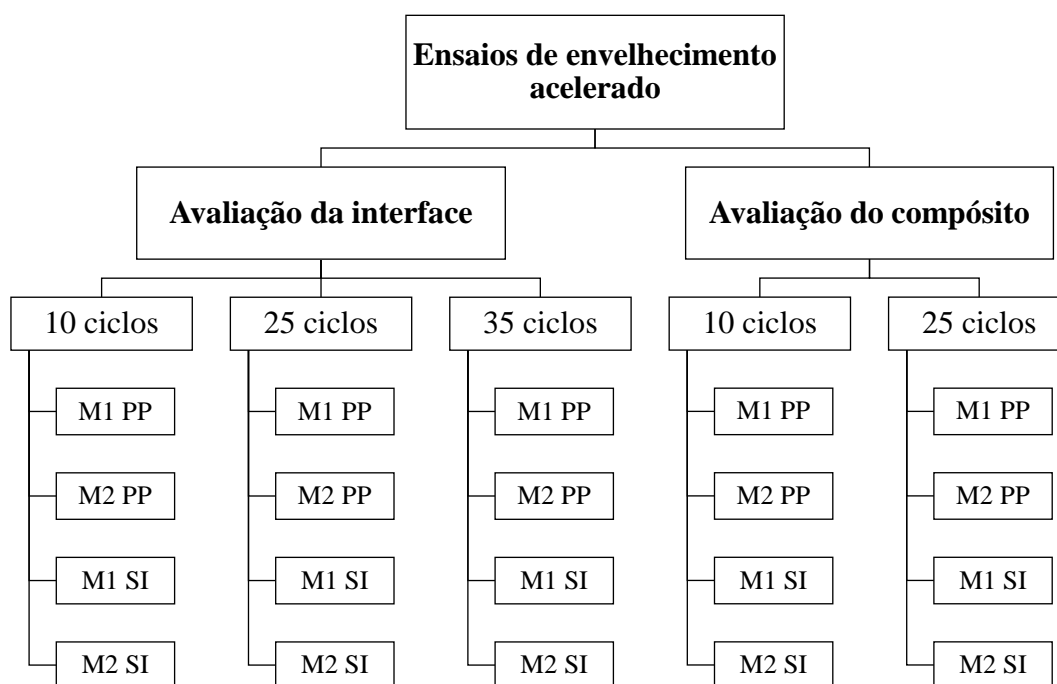 Ensaios de envelhecimento
acelerado
Avaliação da interface
Avaliação do compósito
10 ciclos
25 ciclos
35 ciclos
10 ciclos
25 ciclos
M1 PP
M1 PP
M1 PP
M1 PP
M1 PP
M2 PP
M2 PP
M2 PP
M2 PP
M2 PP
M1 SI
M1 SI
M1 SI
M1 SI
M1 SI
M2 SI
M2 SI
M2 SI
M2 SI
M2 SI